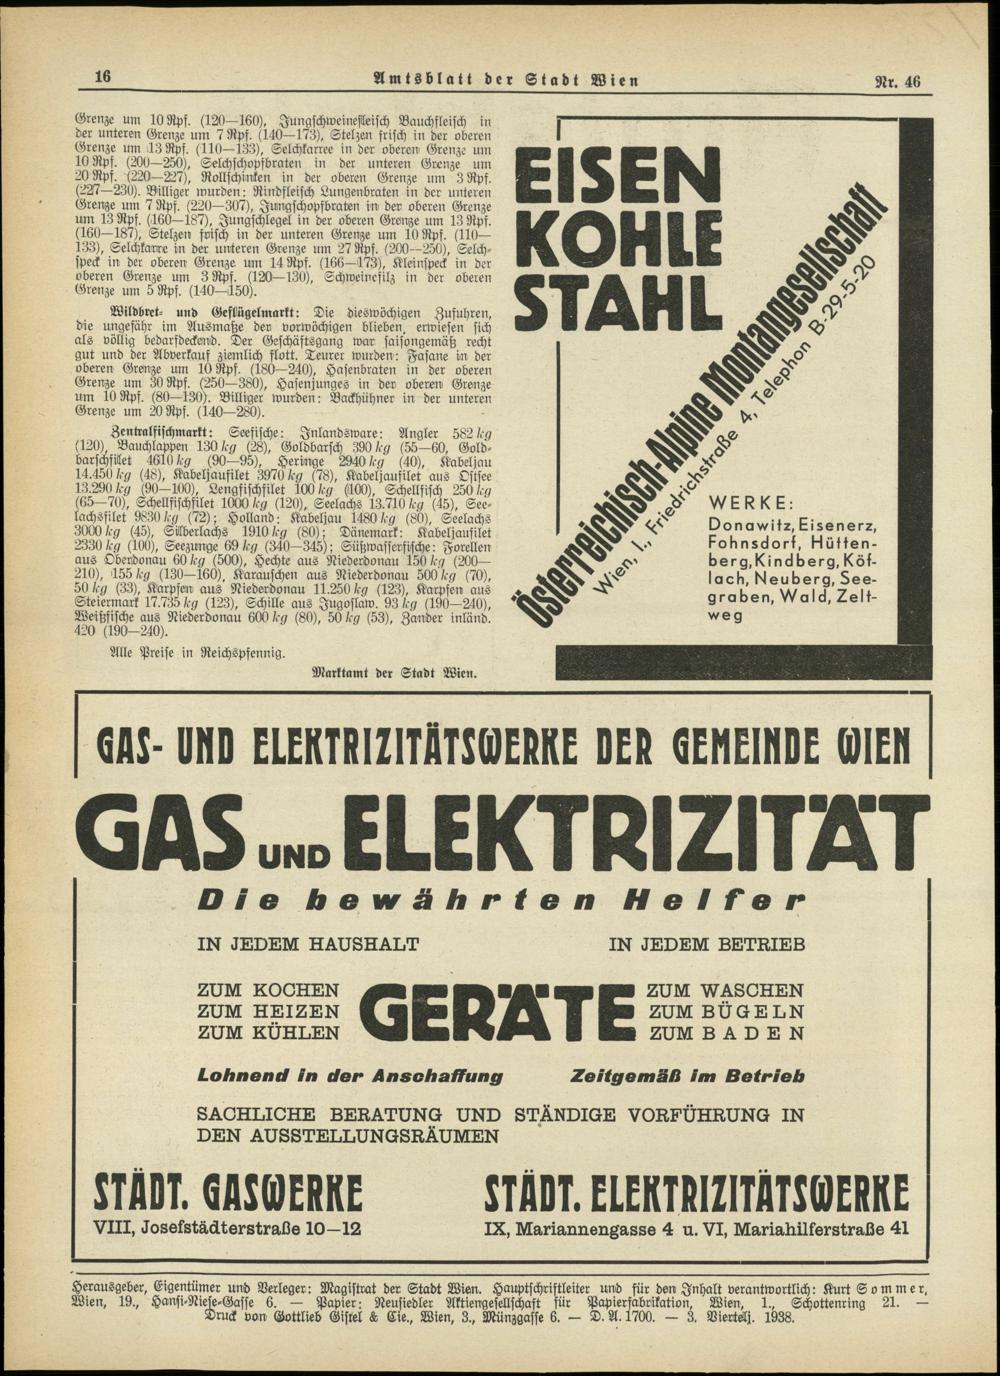 16
Amtsblatt der Stadt Wien
Nr. 46
Grenze um 10 Rpf. (120—160), Jungschweinefleisch Bauchfleisch in
der unteren Grenze um 7 Rpf. (140—173), Stelzen frisch in der oberen
Grenze um 13 Rpf. (110—133), Selchkarree in der oberen Grenze um
10 Rpf. (200—250), Selchschopfbraten in der unteren Grenze um
20 Rpf. (220—227), Rollschinken in der oberen Grenze um 3 Rpf.
(227—230). Billiger wurden: Rindfleisch Lungenbraten in der unteren
Grenze um 7 Rpf. (220—307), Jungschopfbraten in der oberen Grenze
um 13 Rpf. (160—187), Jungschlegel in der oberen Grenze um 13 Rpf.
(160—187), Stelzen frisch in der unteren Grenze um 10 Rpf. (110—
133), Selchkarre in der unteren Grenze um 27 Rpf. (200—250), Selch-
speck in der oberen Grenze um 14 Rpf. (166—173), Kleinspeck in der
oberen Grenze um 3 Rpf. (120—130), Schweinefilz in der oberen
Grenze um 5 Rpf. (140—150).
Wildbret- und Geflügelmarkt: Die dieswöchigen Zufuhren,
die ungefähr im Ausmaße der vorwöchigen blieben, erwiesen sich
als völlig bedarfdeckend. Der Geschäftsgang war saisongemäß recht
gut und der Abverkauf ziemlich flott. Teurer wurden: Fasane in der
oberen Grenze um 10 Rpf. (180—240), Hasenbraten in der oberen
Grenze um 30 Rpf. (250—380), Hasenjunges in der oberen Grenze
um 10 Rpf. (80—130). Billiger wurden: Backhühner in der unteren
Grenze um 20 Rpf. (140—280).
Zentralfischmarkt: Seefische: Inlandsware: Angler 582 kg
(120), Bauchlappen 130 kg (28), Goldbarsch 390 kg (55—60, Gold-
barschfilet 4610 kg (90—95), Heringe 2940 kg (40), Kabeljau
14.450 kg (48), Kabeljaufilet 3970 kg (78), Kabeljaufilet aus Ostsee
13.290 kg (90—100), Lengfischfilet 100 kg (100), Schellfisch 250 kg
(65—70), Schellfischfilet 1000 kg (120), Seelachs 13.710 kg (45), See-
lachsfilet 9830 kg (72); Holland: Kabeljau 1480 kg (80), Seelachs
3000 kg (45), Silberlachs 1910 kg (80); Dänemark: Kabeljaufilet
2330 kg (100), Seezunge 69 kg (340—345); Süßwasserfische: Forellen
aus Oberdonau 60 kg (500), Hechte aus Niederdonau 150 kg (200—
210), 155 kg (130—160), Karauschen aus Niederdonau 500 kg (70),
50 kg (33), Karpfen aus Niederdonau 11.250 kg (123), Karpfen aus
Steiermark 17.735 kg (123), Schille aus Jugoslaw. 93 kg (190—240),
Weißfische aus Niederdonau 600 kg (80), 50 kg (53), Zander inländ.
420 (190—240).
Alle Preise in Reichspfennig.
Marktamt der Stadt Wien.
EISEN
KOHLE
STAHL
Österreichisch-Alpine Montangesellschaft
Wien, I., Friedrichstraße 4, Telephon B-29-5-20
WERKE:
Donawitz, Eisenerz,
Fohnsdorf, Hütten-
berg, Kindberg, Köf-
lach, Neuberg, See-
graben, Wald, Zelt-
weg
GAS- UND ELEKTRIZITÄTSWERKE DER GEMEINDE WIEN
GAS UND ELEKTRIZITÄT
Die bewährten Helfer
IN JEDEM HAUSHALT
IN JEDEM BETRIEB
ZUM KOCHEN
ZUM HEIZEN
ZUM KÜHLEN
GERÄTE
ZUM WASCHEN
ZUM BÜGELN
ZUM BADEN
Lohnend in der Anschaffung
Zeitgemäß im Betrieb
SACHLICHE BERATUNG UND STÄNDIGE VORFÜHRUNG IN
DEN AUSSTELLUNGSRÄUMEN
STÄDT. GASWERKE
VIII, Josefstädterstraße 10—12
STÄDT. ELEKTRIZITÄTSWERKE
IX, Mariannengasse 4 u. VI, Mariahilferstraße 41
Herausgeber, Eigentümer und Verleger: Magistrat der Stadt Wien. Hauptschriftleiter und für den Inhalt verantwortlich: Kurt Sommer,
Wien, 19., Hansi-Niese-Gasse 6. — Papier: Neusiedler Aktiengesellschaft für Papierfabrikation, Wien, 1., Schottenring 21. —
Druck von Gottlieb Gistel & Cie., Wien, 3., Münzgasse 6. — D. A. 1700. — 3. Viertelj. 1938.